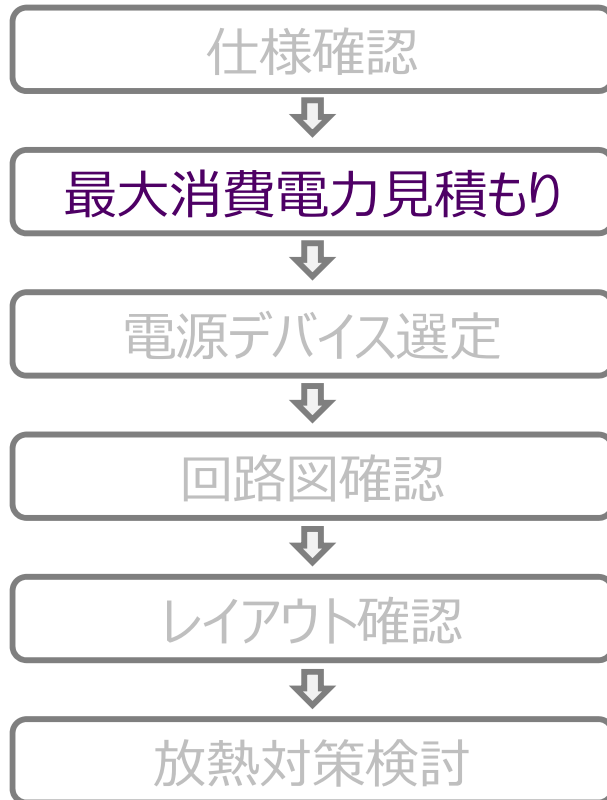 仕様確認
最大消費電力見積もり
電源デバイス選定
回路図確認
レイアウト確認
放熱対策検討